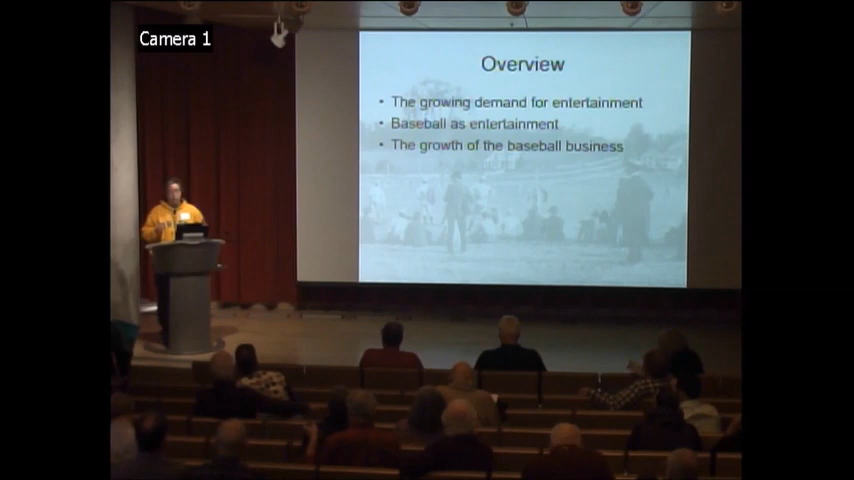 Camera 1
Overview
• The growing demand for entertainment
• Baseball as entertainment
• The growth of the baseball business